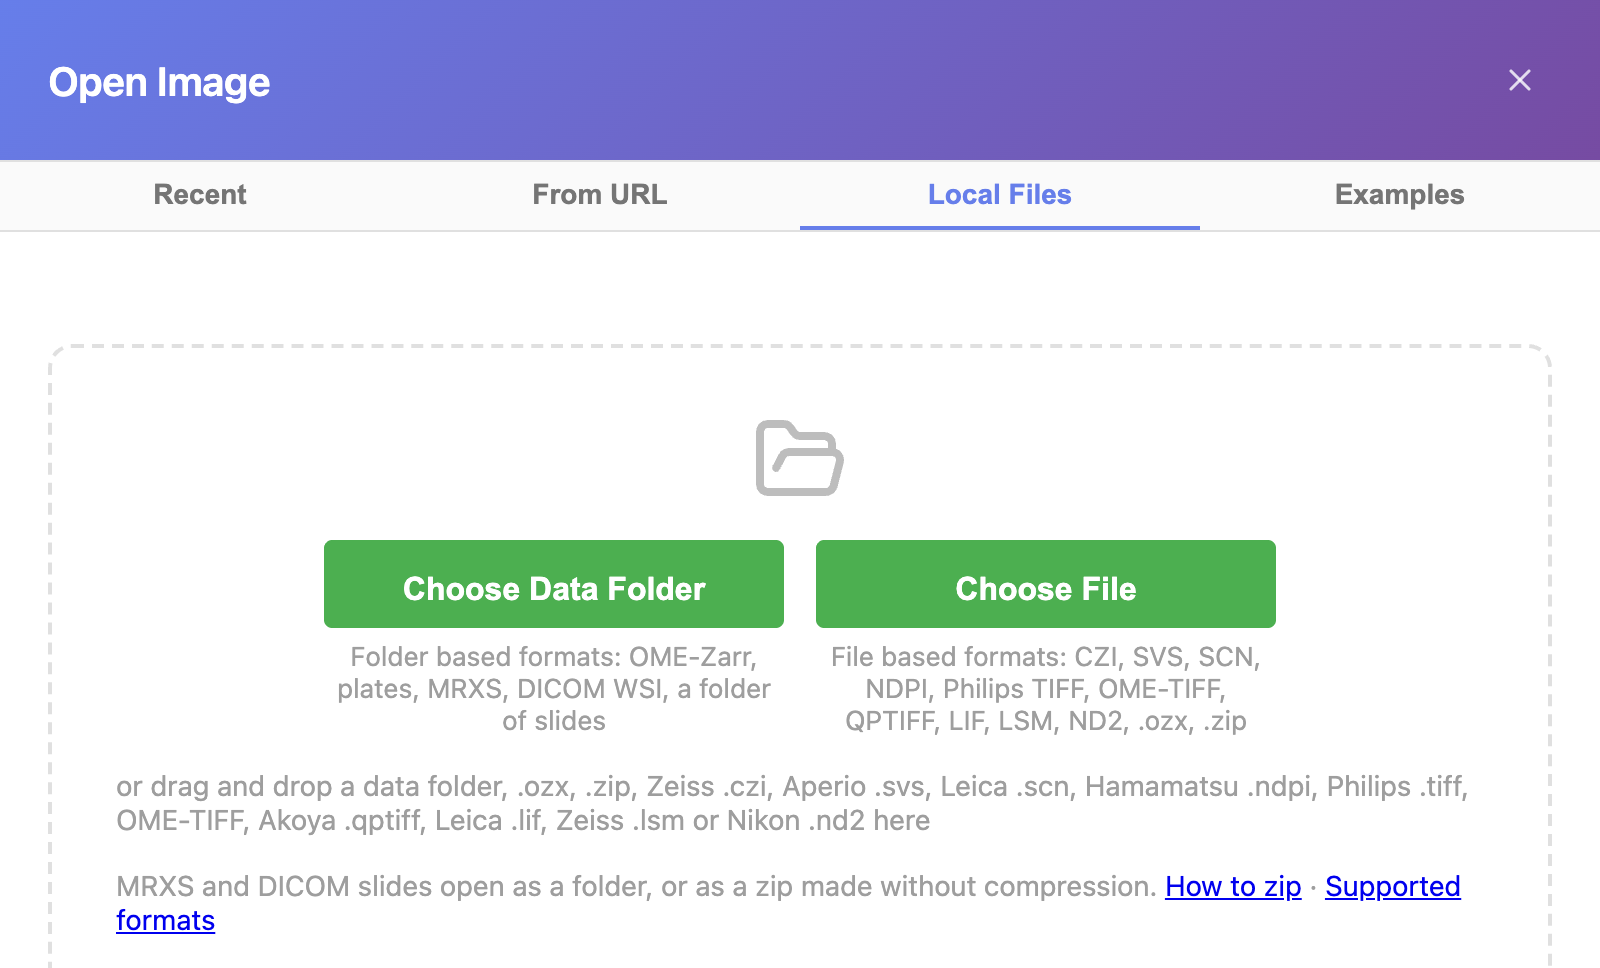 Open Image
Recent
From URL
Local Files
Examples
Choose Data Folder
Folder based formats: OME-Zarr,
plates, MRXS, DICOM WSI, a folder
of slides
Choose File
File based formats: CZI, SVS, SCN,
NDPI, Philips TIFF, OME-TIFF,
QPTIFF, LIF, LSM, ND2, .ozx, .zip
or drag and drop a data folder, .ozx, .zip, Zeiss .czi, Aperio .svs, Leica .scn, Hamamatsu .ndpi, Philips .tiff,
OME-TIFF, Akoya .qptiff, Leica .lif, Zeiss .lsm or Nikon .nd2 here
MRXS and DICOM slides open as a folder, or as a zip made without compression. How to zip · Supported
formats